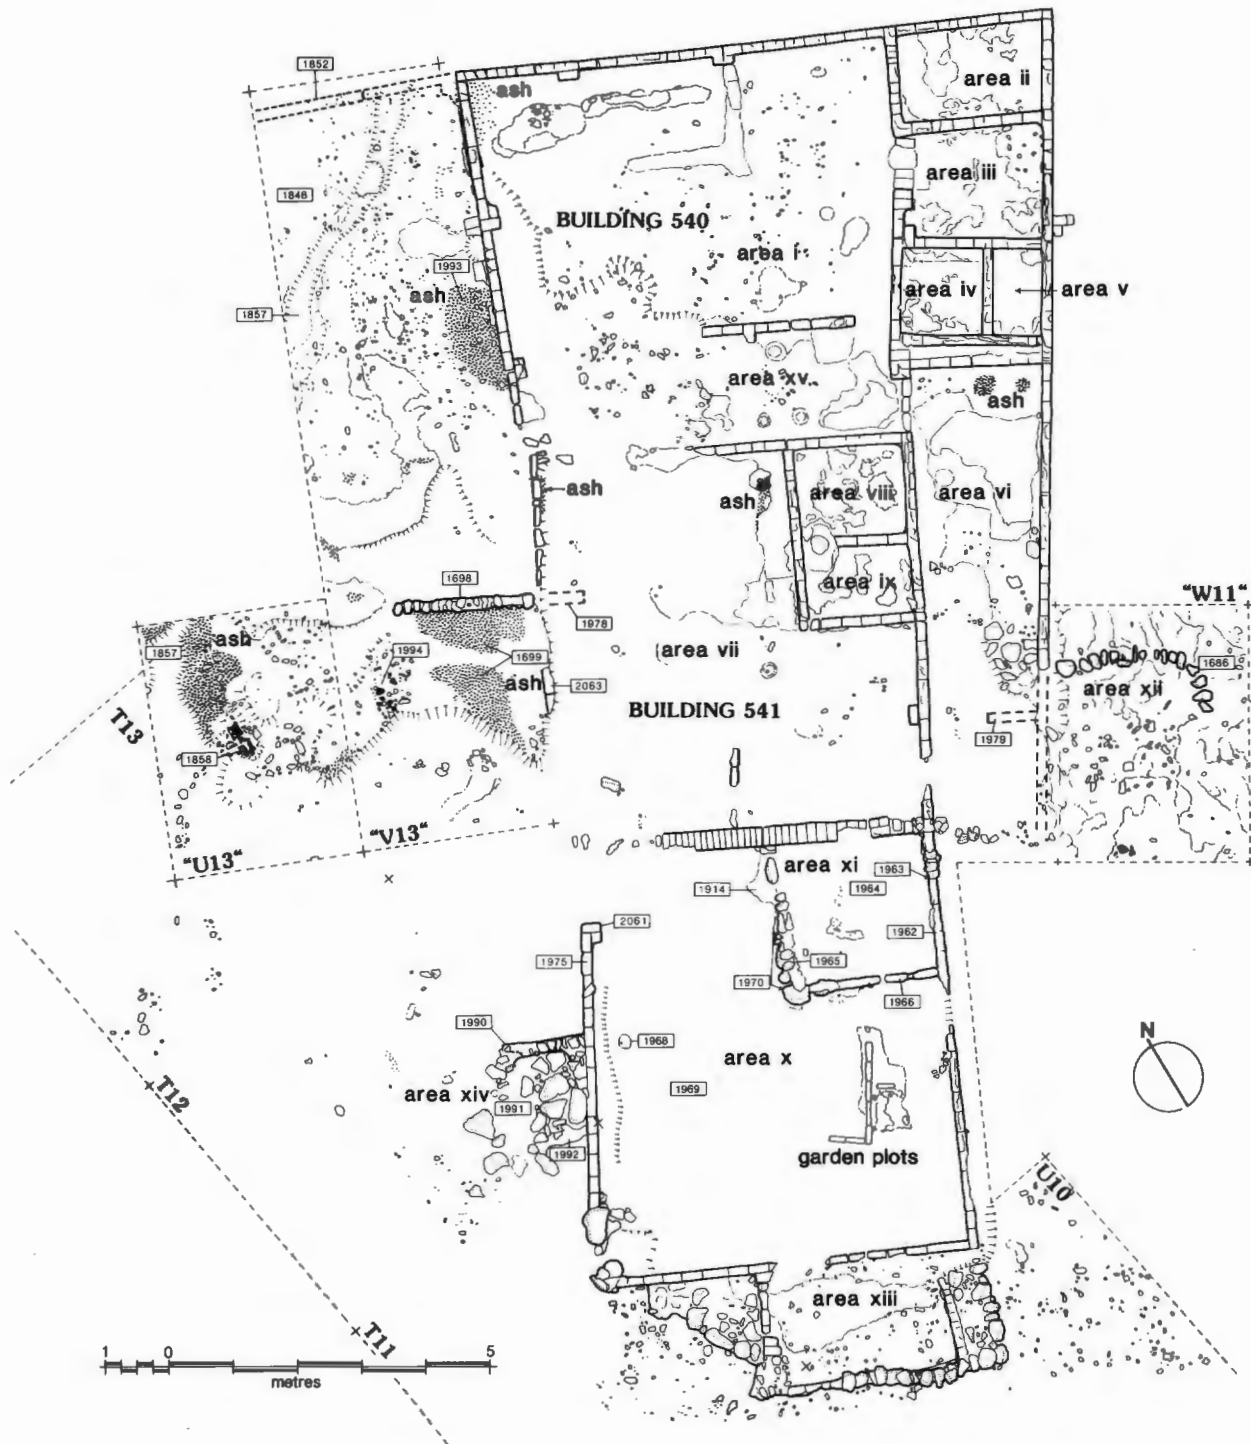 1852
ash
area ii
area iii
1848
BUILDING 540
1993
area i
ash
area iv
area v
1857
area xv
ash
ash
ash
area viii
area vi
area ix
1698
"W11"
1978
ash
1857
1994
1699
area vii
1686
area xii
ash
2063
T13
BUILDING 541
1979
1858
"V13"
"U13"
area xi
1963
1914
1964
2061
1962
1975
1965
1970
1966
1990
1968
area x
N
area xiv
1969
T12
1991
1992
garden plots
U10
area xiii
T11
1 0 5
metres